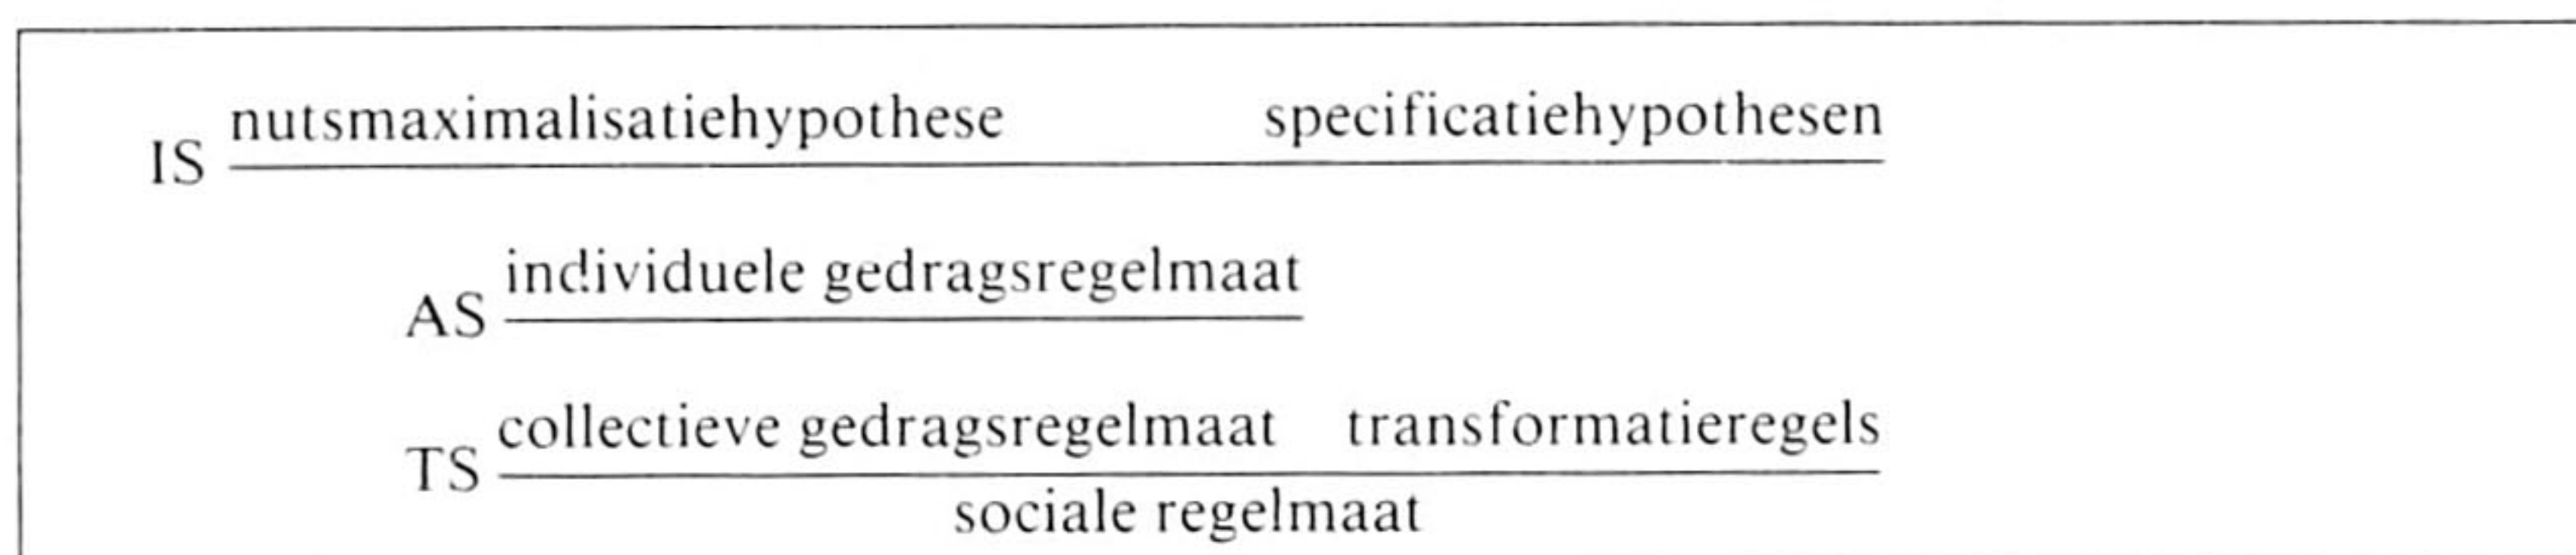 IS nutsmaximalisatiehypothese specificatiehypothesen
AS individuele gedragsregelmaat
TS collectieve gedragsregelmaat transformatieregels
sociale regelmaat